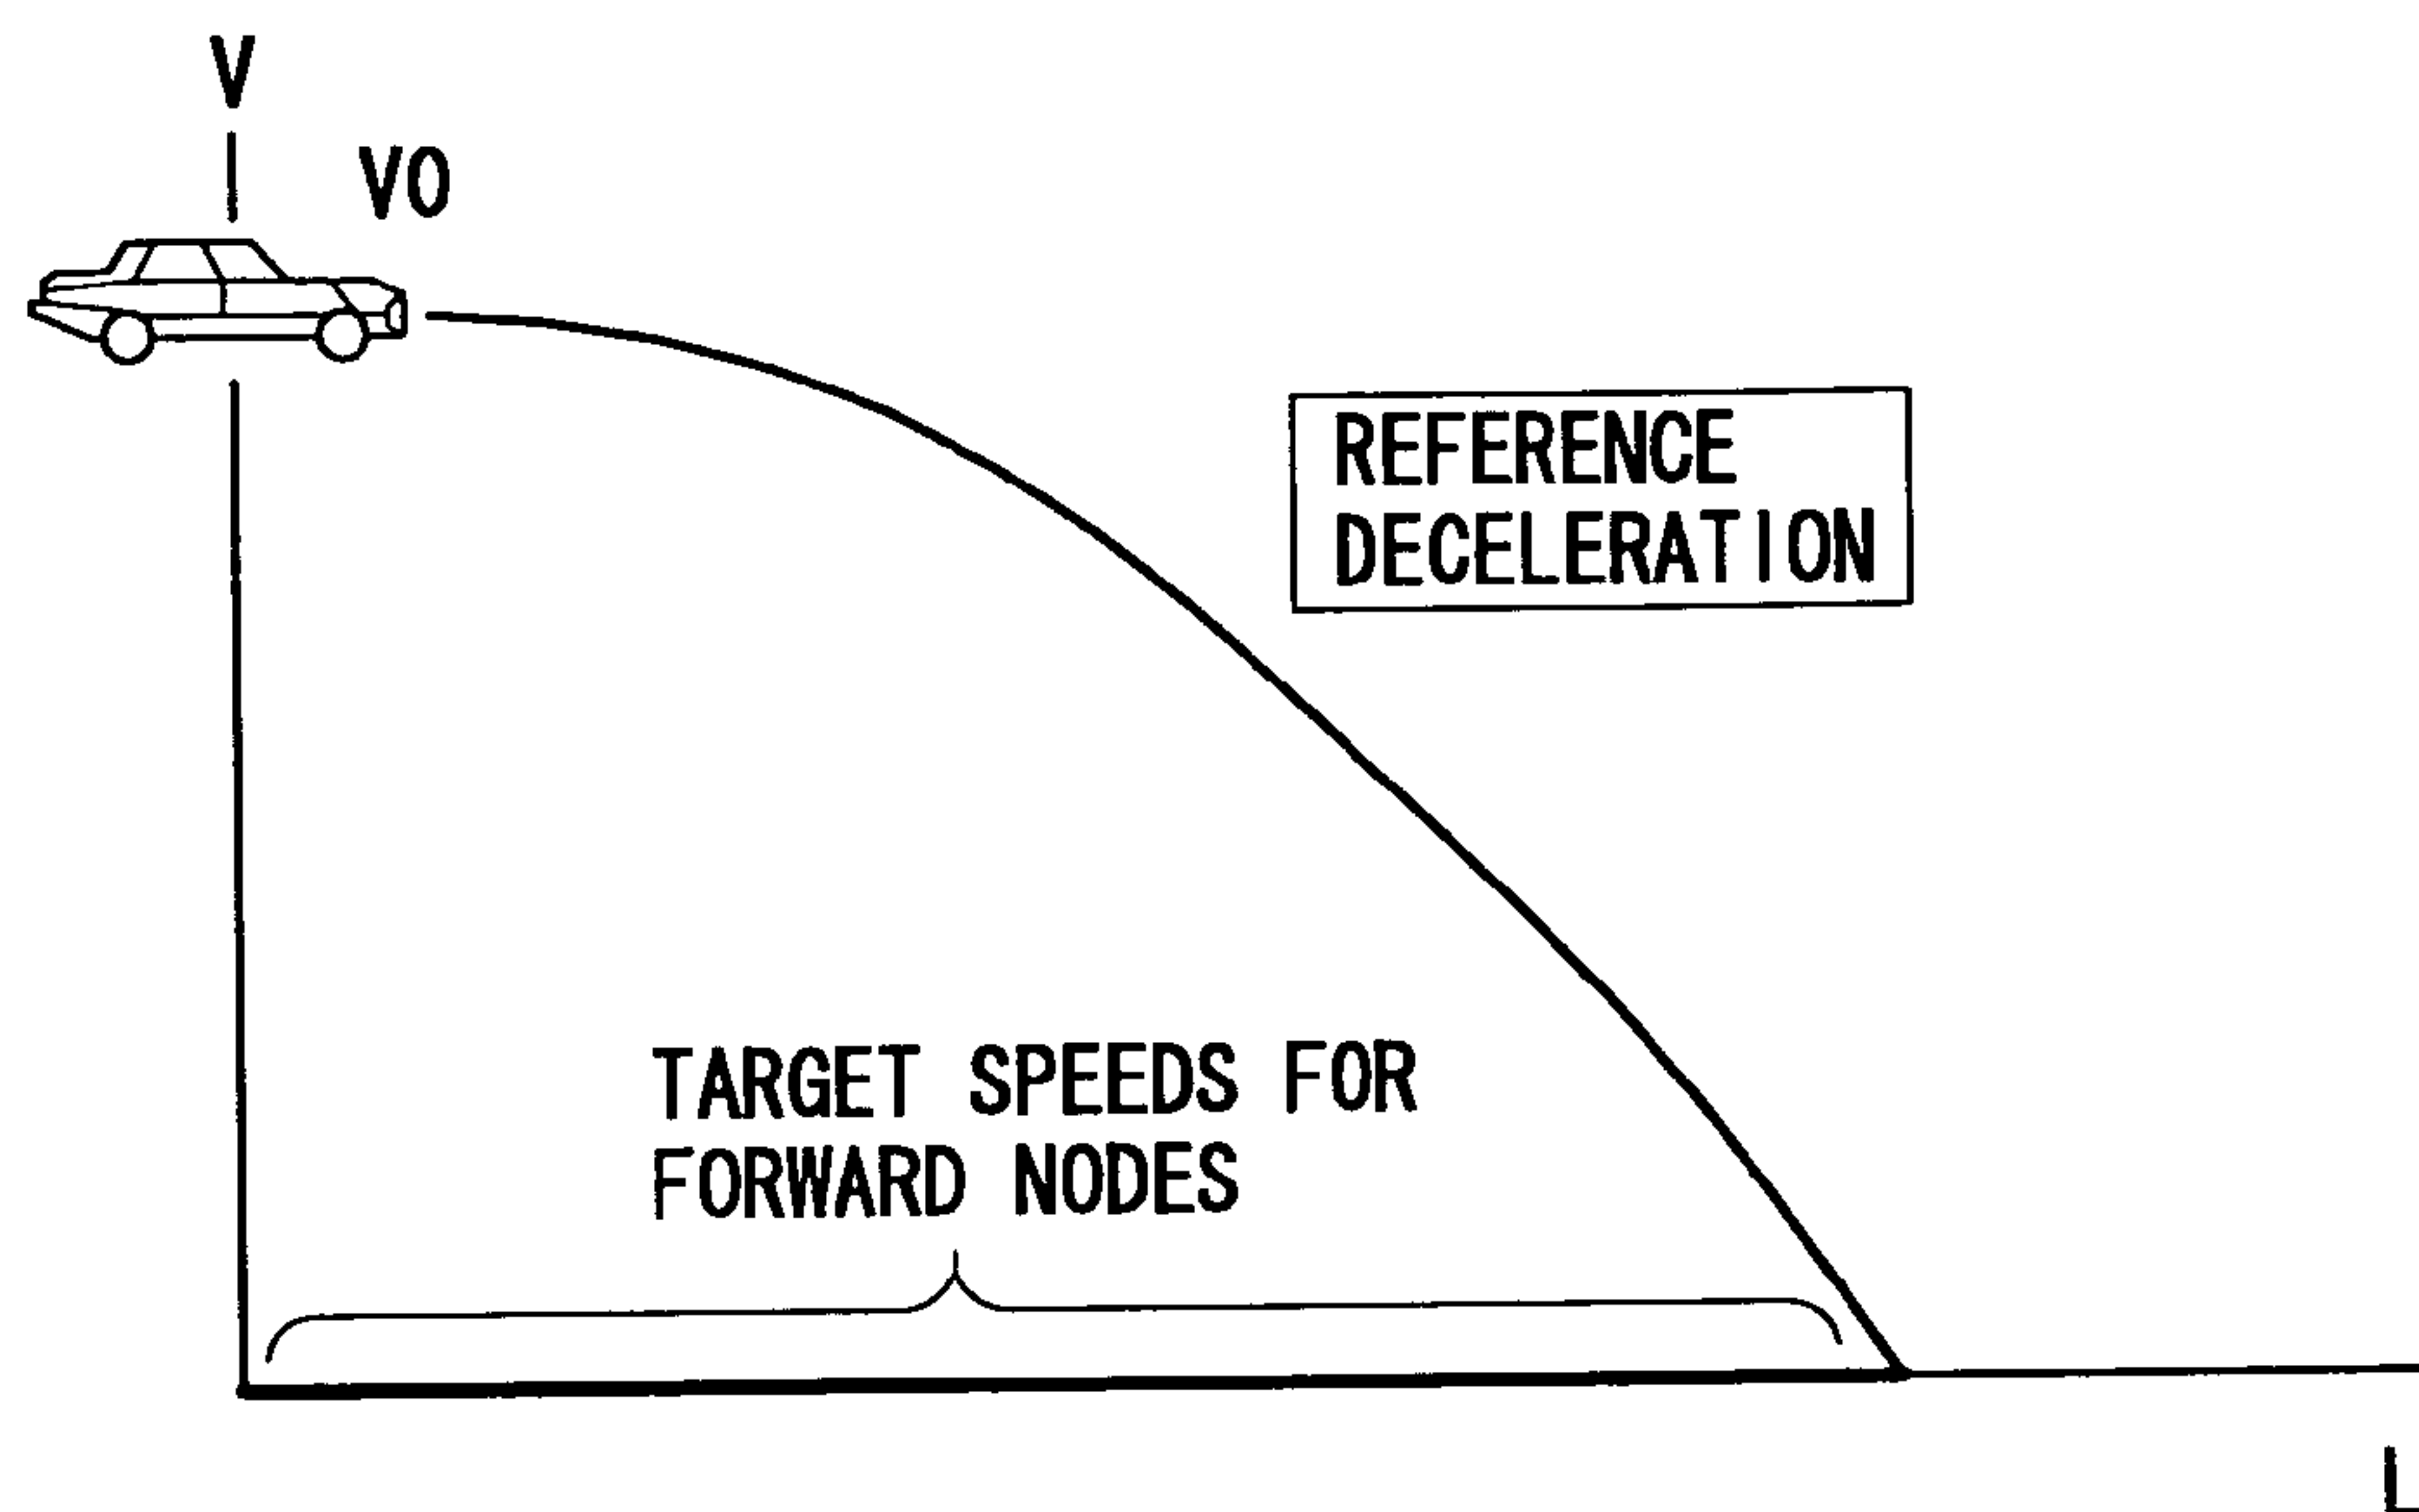 V
VO
REFERENCE
DECELERATION
TARGET SPEEDS FOR
FORWARD NODES
L